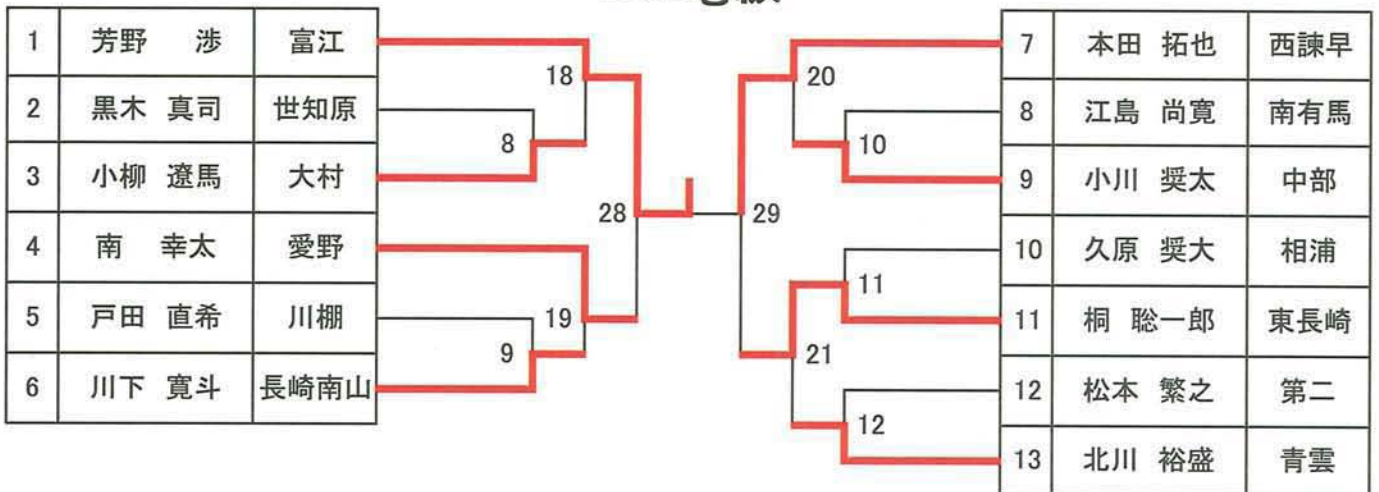 1 芳野 渉 富江
2 黒木 真司 世知原
3 小柳 遼馬 大村
4 南 幸太 愛野
5 戸田 直希 川棚
6 川下 寛斗 長崎南山
18
8
28
19
9
20
10
29
11
21
12
7 本田 拓也 西諫早
8 江島 尚寛 南有馬
9 小川 奨太 中部
10 久原 奨大 相浦
11 桐 聡一郎 東長崎
12 松本 繁之 第二
13 北川 裕盛 青雲